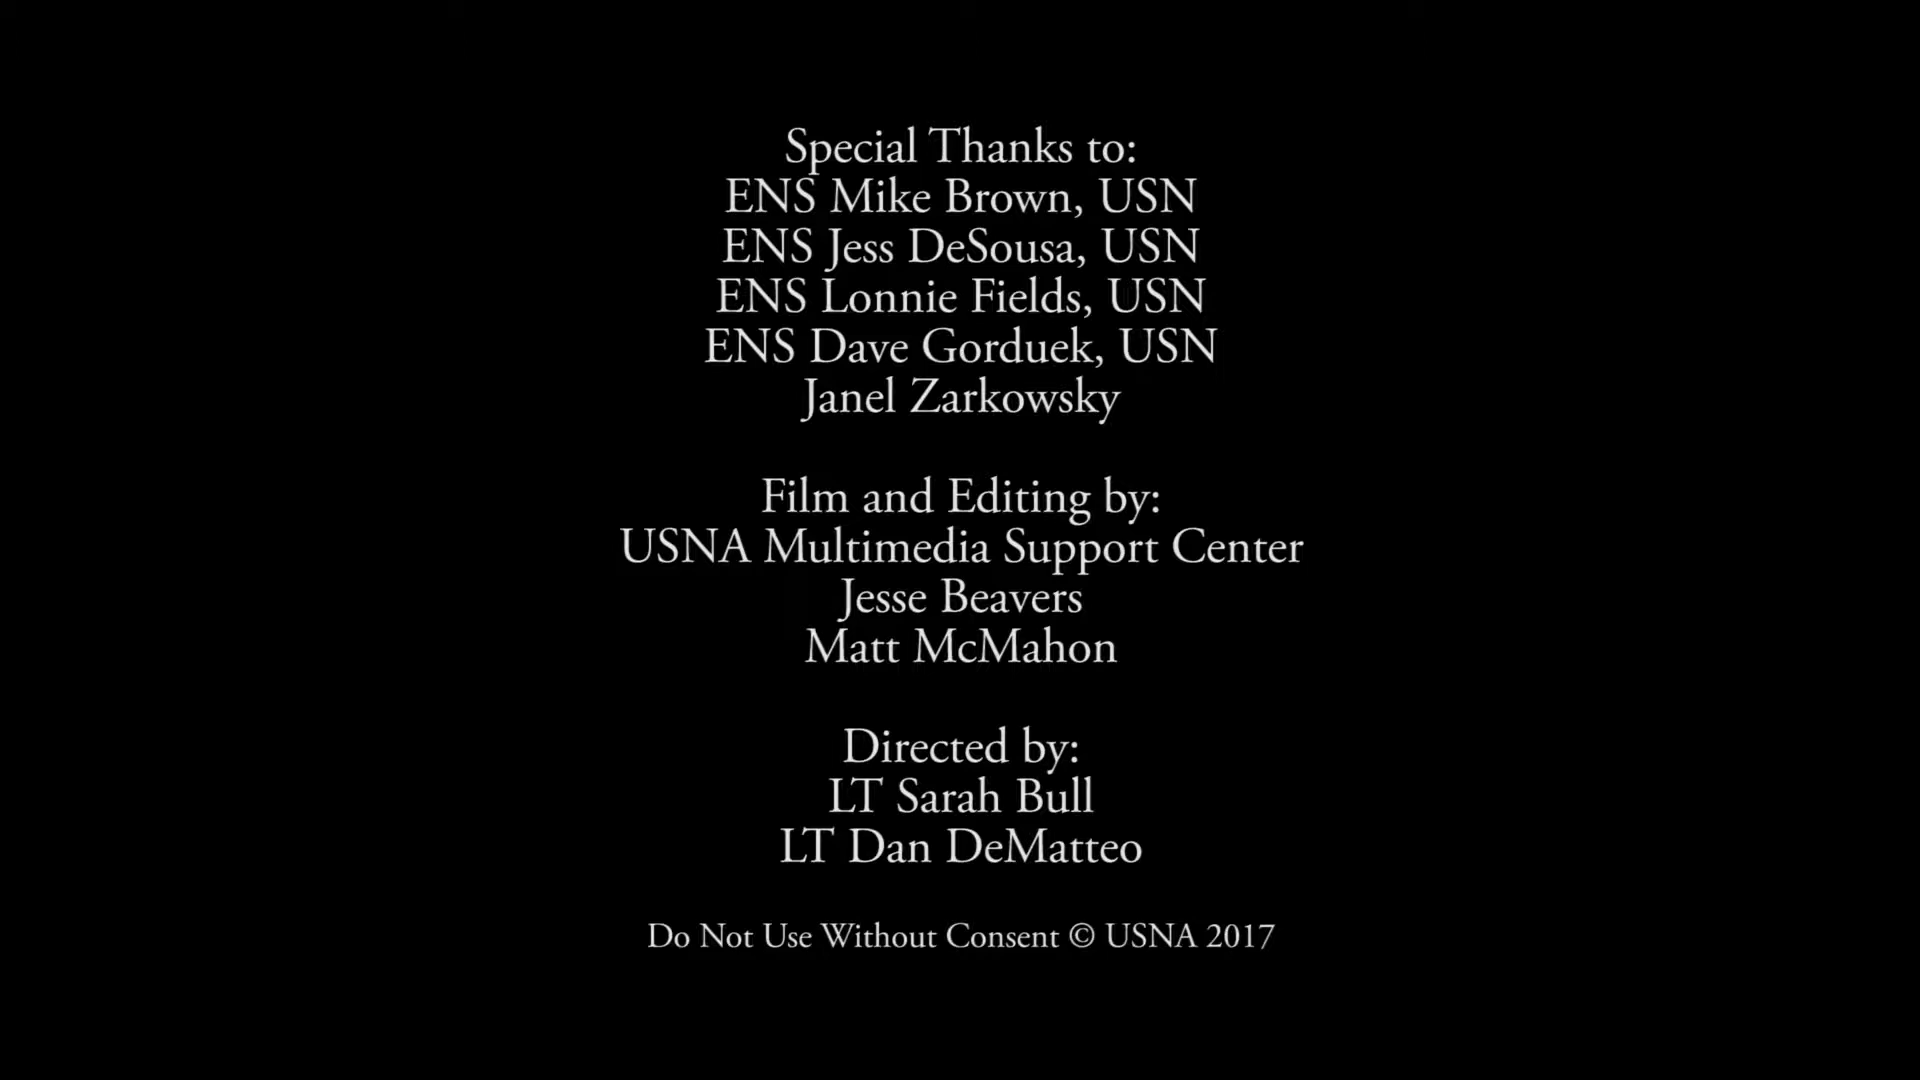 Special Thanks to:
ENS Mike Brown, USN
ENS Jess DeSousa, USN
ENS Lonnie Fields, USN
ENS Dave Gorduek, USN
Janel Zarkowsky
Film and Editing by:
USNA Multimedia Support Center
Jesse Beavers
Matt McMahon
Directed by:
LT Sarah Bull
LT Dan DeMatteo
Do Not Use Without Consent © USNA 2017